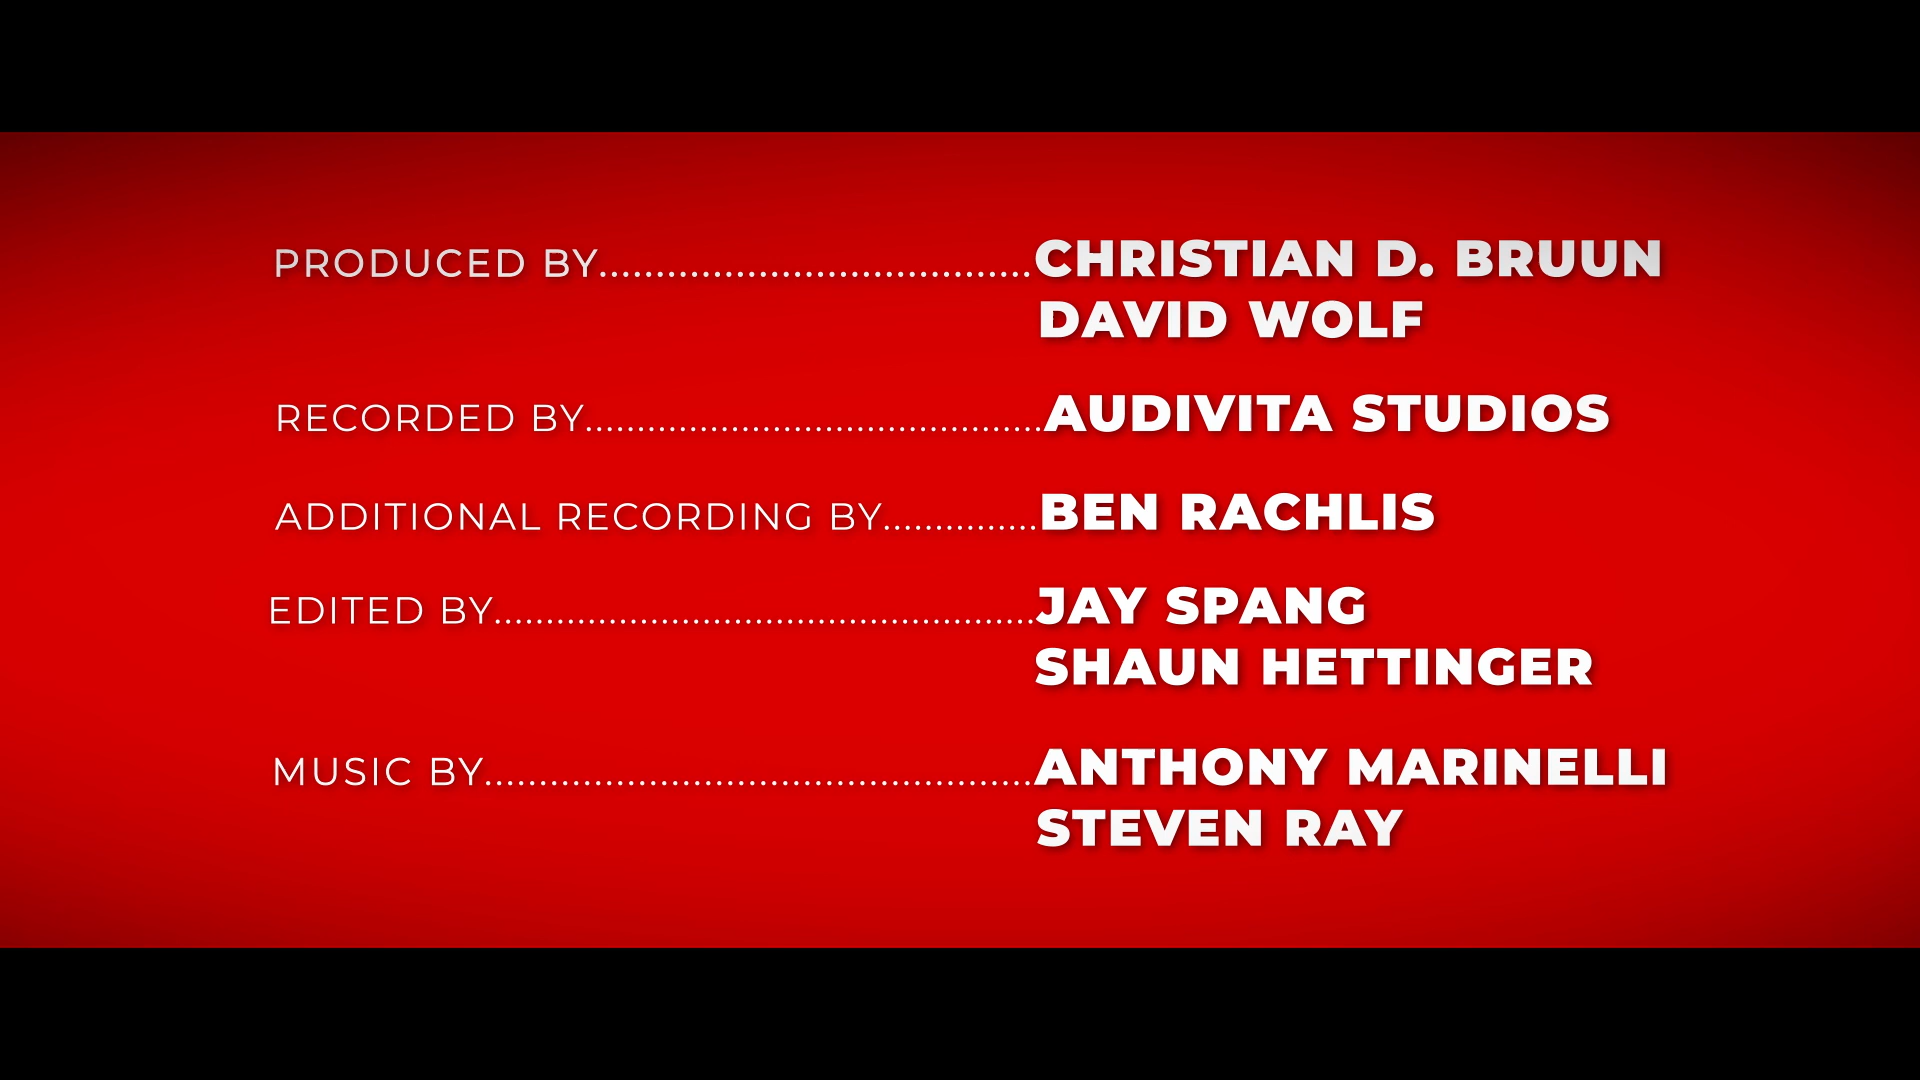 PRODUCED BY.......................................CHRISTIAN D. BRUUN
DAVID WOLF
RECORDED BY.........................................AUDIVITA STUDIOS
ADDITIONAL RECORDING BY..............BEN RACHLIS
EDITED BY.................................................JAY SPANG
SHAUN HETTINGER
MUSIC BY.................................................ANTHONY MARINELLI
STEVEN RAY